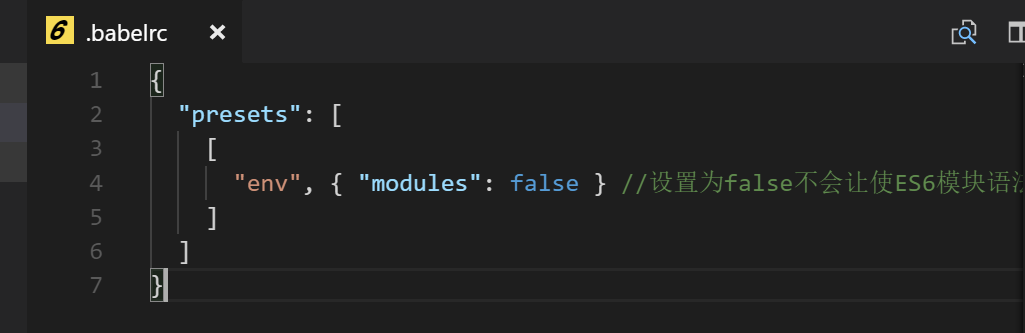 6 .babelrc ×
1 {
2 "presets": [
3 [
4 "env", { "modules": false } //设置为false不会让使ES6模块语
5 ]
6 ]
7 }